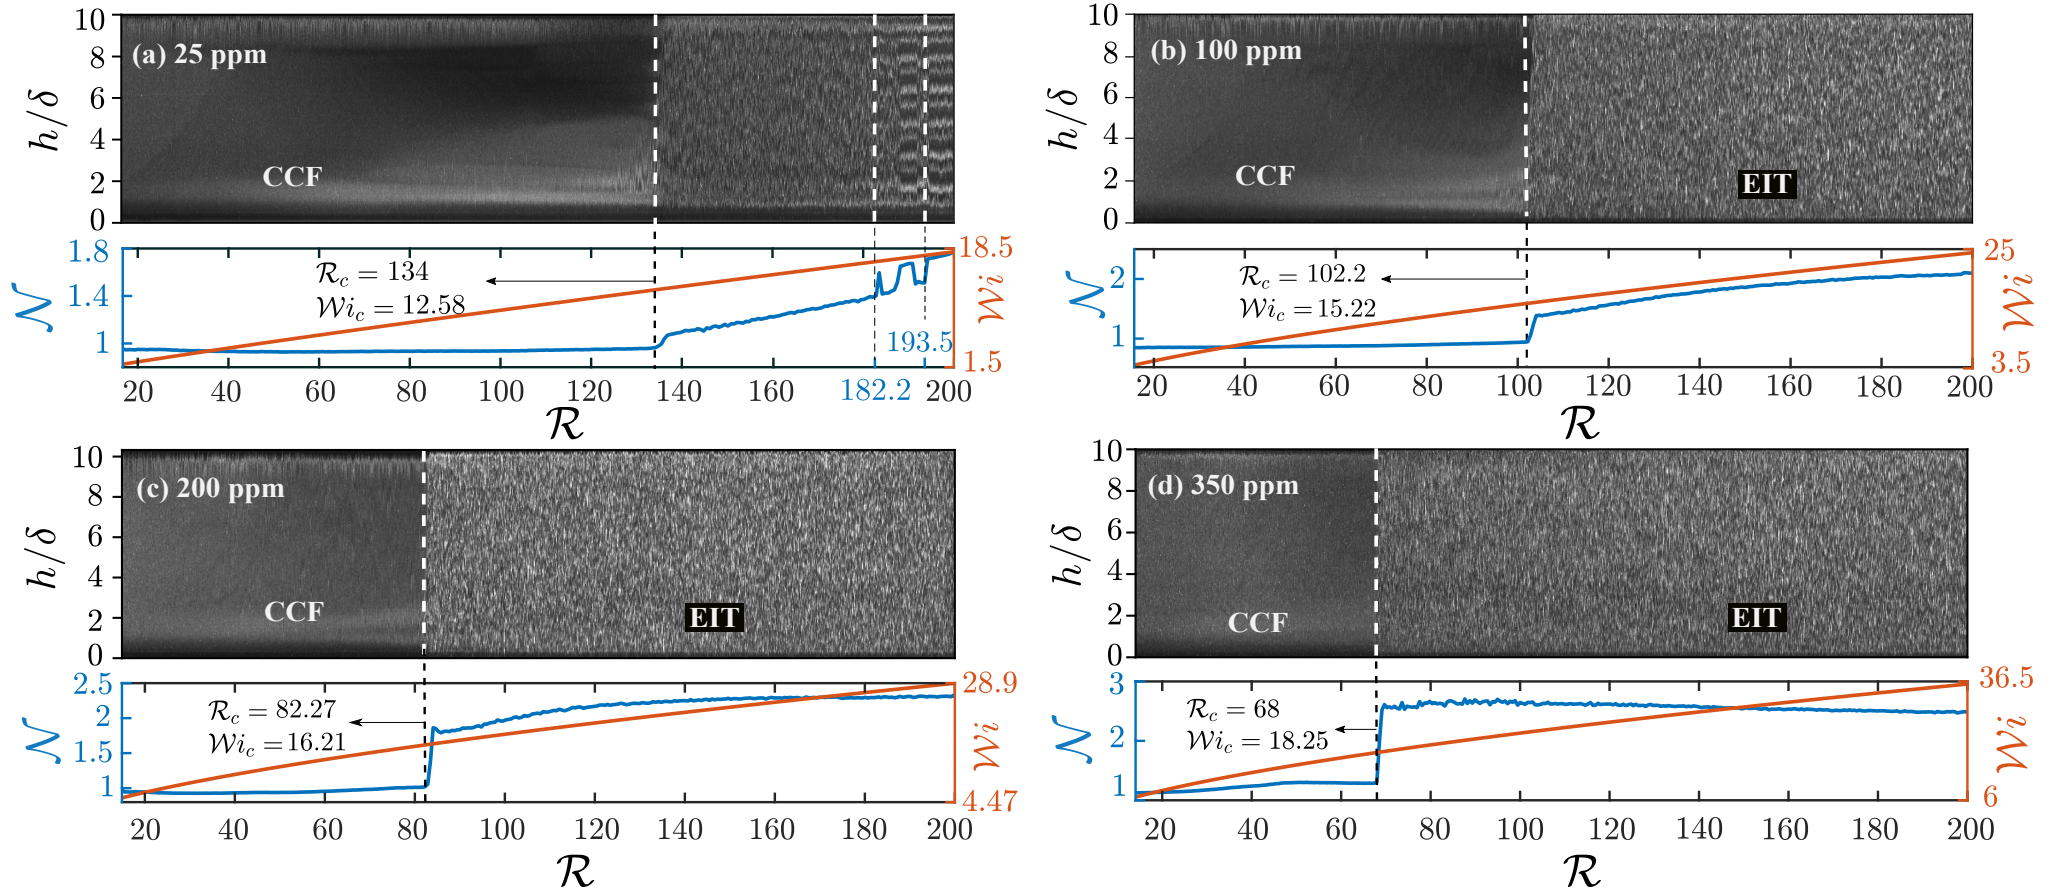 (a) 25 ppm
CCF
h/δ
10
8
6
4
2
0
𝒩
1.8
1.4
1
ℛc = 134
𝒲ic = 12.58
193.5
18.5
1.5
𝒲i
20 40 60 80 100 120 140 160 182.2 200
ℛ
(b) 100 ppm
CCF
EIT
h/δ
10
8
6
4
2
0
𝒩
2
1
ℛc = 102.2
𝒲ic = 15.22
25
3.5
𝒲i
20 40 60 80 100 120 140 160 180 200
ℛ
(c) 200 ppm
CCF
EIT
h/δ
10
8
6
4
2
0
𝒩
2.5
2
1.5
1
ℛc = 82.27
𝒲ic = 16.21
28.9
4.47
𝒲i
20 40 60 80 100 120 140 160 180 200
ℛ
(d) 350 ppm
CCF
EIT
h/δ
10
8
6
4
2
0
𝒩
3
2
1
ℛc = 68
𝒲ic = 18.25
36.5
6
𝒲i
20 40 60 80 100 120 140 160 180 200
ℛ